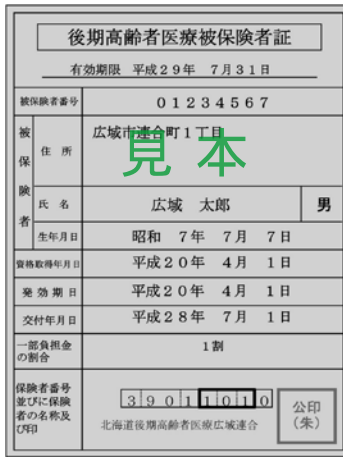 後期高齢者医療被保険者証
有効期限 平成29年 7月31日
被保険者番号 01234567
被保険者
住所 広域市連合町1丁目
見本
氏名 広域 太郎 男
生年月日 昭和 7年 7月 7日
資格取得年月日 平成20年 4月 1日
発効期日 平成20年 4月 1日
交付年月日 平成28年 7月 1日
一部負担金
の割合 1割
保険者番号
並びに保険
者の名称及
び印
39011010
北海道後期高齢者医療広域連合
公印
(朱)